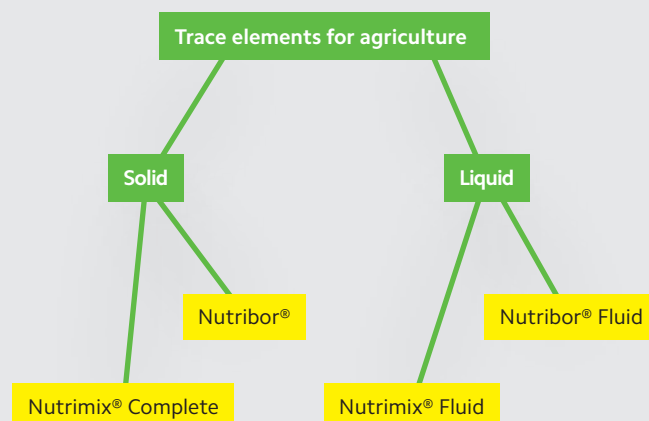 Trace elements for agriculture
Solid
Liquid
Nutribor®
Nutribor® Fluid
Nutrimix® Complete
Nutrimix® Fluid